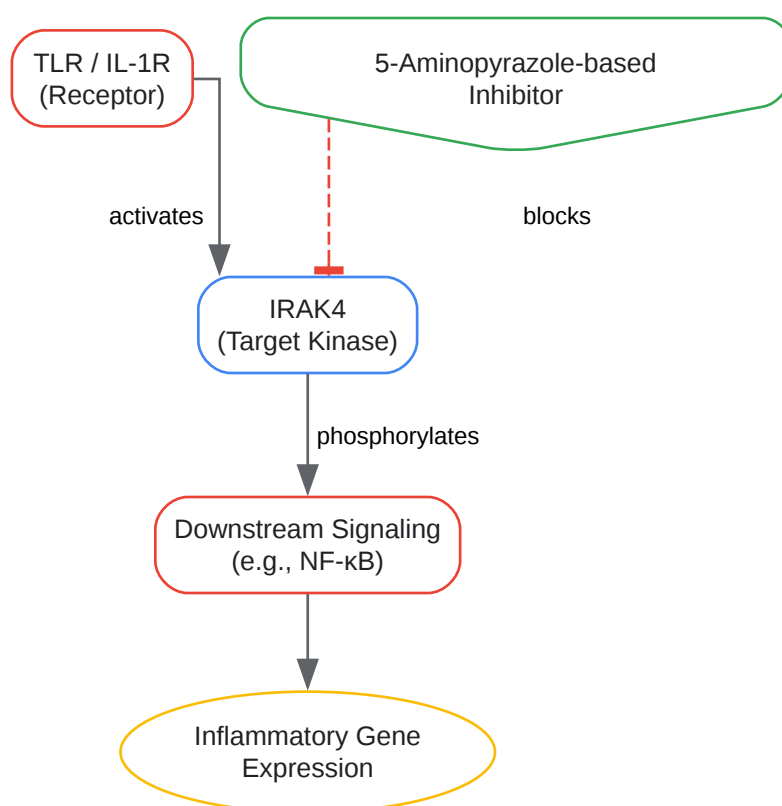 TLR / IL-1R
(Receptor)
5-Aminopyrazole-based
Inhibitor
activates
blocks
IRAK4
(Target Kinase)
phosphorylates
Downstream Signaling
(e.g., NF-κB)
Inflammatory Gene
Expression